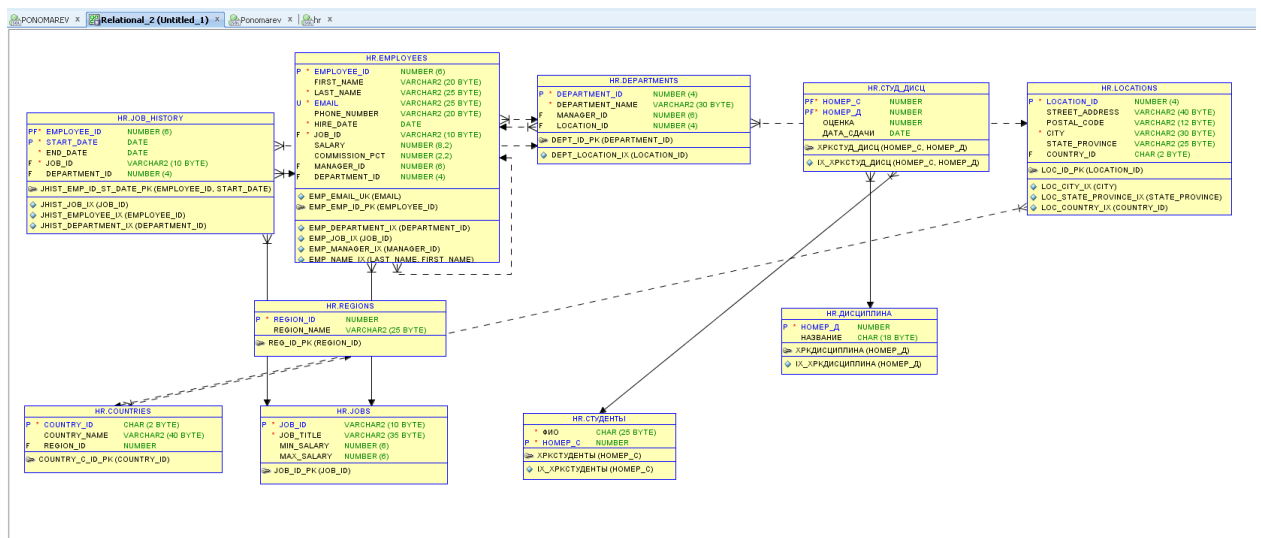 PONOMAREV x Relational_2 (Untitled_1) x Ponomarev x hr x
HR.JOB_HISTORY
PF* EMPLOYEE_ID NUMBER (6)
P * START_DATE DATE
* END_DATE DATE
F * JOB_ID VARCHAR2 (10 BYTE)
F DEPARTMENT_ID NUMBER (4)
JHIST_EMP_ID_ST_DATE_PK (EMPLOYEE_ID, START_DATE)
JHIST_JOB_IX (JOB_ID)
JHIST_EMPLOYEE_IX (EMPLOYEE_ID)
JHIST_DEPARTMENT_IX (DEPARTMENT_ID)
HR.EMPLOYEES
P * EMPLOYEE_ID NUMBER (6)
FIRST_NAME VARCHAR2 (20 BYTE)
* LAST_NAME VARCHAR2 (25 BYTE)
U * EMAIL VARCHAR2 (25 BYTE)
PHONE_NUMBER VARCHAR2 (20 BYTE)
* HIRE_DATE DATE
F * JOB_ID VARCHAR2 (10 BYTE)
SALARY NUMBER (8,2)
COMMISSION_PCT NUMBER (2,2)
F MANAGER_ID NUMBER (6)
F DEPARTMENT_ID NUMBER (4)
EMP_EMAIL_UK (EMAIL)
EMP_EMP_ID_PK (EMPLOYEE_ID)
EMP_DEPARTMENT_IX (DEPARTMENT_ID)
EMP_JOB_IX (JOB_ID)
EMP_MANAGER_IX (MANAGER_ID)
EMP_NAME_IX (LAST_NAME, FIRST_NAME)
HR.DEPARTMENTS
P * DEPARTMENT_ID NUMBER (4)
* DEPARTMENT_NAME VARCHAR2 (30 BYTE)
F MANAGER_ID NUMBER (6)
F LOCATION_ID NUMBER (4)
DEPT_ID_PK (DEPARTMENT_ID)
DEPT_LOCATION_IX (LOCATION_ID)
HR.СТУД_ДИСЦ
PF* НОМЕР_С NUMBER
PF* НОМЕР_Д NUMBER
ОЦЕНКА NUMBER
ДАТА_СДАЧИ DATE
XPKСТУД_ДИСЦ (НОМЕР_С, НОМЕР_Д)
IX_XPKСТУД_ДИСЦ (НОМЕР_С, НОМЕР_Д)
HR.LOCATIONS
P * LOCATION_ID NUMBER (4)
STREET_ADDRESS VARCHAR2 (40 BYTE)
POSTAL_CODE VARCHAR2 (12 BYTE)
* CITY VARCHAR2 (30 BYTE)
STATE_PROVINCE VARCHAR2 (25 BYTE)
F COUNTRY_ID CHAR (2 BYTE)
LOC_ID_PK (LOCATION_ID)
LOC_CITY_IX (CITY)
LOC_STATE_PROVINCE_IX (STATE_PROVINCE)
LOC_COUNTRY_IX (COUNTRY_ID)
HR.REGIONS
P * REGION_ID NUMBER
REGION_NAME VARCHAR2 (25 BYTE)
REG_ID_PK (REGION_ID)
HR.ДИСЦИПЛИНА
P * НОМЕР_Д NUMBER
НАЗВАНИЕ CHAR (18 BYTE)
XPKДИСЦИПЛИНА (НОМЕР_Д)
IX_XPKДИСЦИПЛИНА (НОМЕР_Д)
HR.COUNTRIES
P * COUNTRY_ID CHAR (2 BYTE)
COUNTRY_NAME VARCHAR2 (40 BYTE)
F REGION_ID NUMBER
COUNTRY_C_ID_PK (COUNTRY_ID)
HR.JOBS
P * JOB_ID VARCHAR2 (10 BYTE)
* JOB_TITLE VARCHAR2 (35 BYTE)
MIN_SALARY NUMBER (6)
MAX_SALARY NUMBER (6)
JOB_ID_PK (JOB_ID)
HR.СТУДЕНТЫ
* ФИО CHAR (25 BYTE)
P * НОМЕР_С NUMBER
XPKСТУДЕНТЫ (НОМЕР_С)
IX_XPKСТУДЕНТЫ (НОМЕР_С)